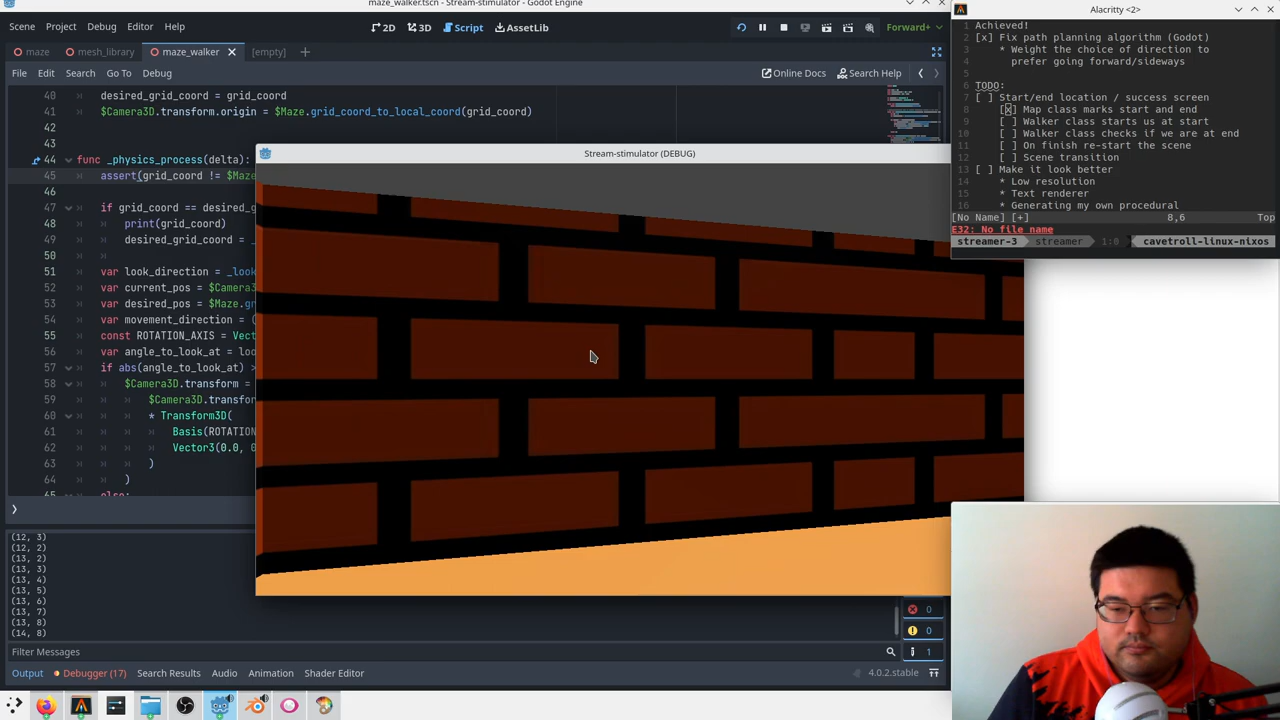 maze_walker.tscn - Stream-stimulator - Godot Engine
Scene Project Debug Editor Help
2D 3D Script AssetLib
Forward+
maze mesh_library maze_walker [empty]
File Edit Search Go To Debug
Online Docs Search Help
40 desired_grid_coord = grid_coord
41 $Camera3D.transform.origin = $Maze.grid_coord_to_local_coord(grid_coord)
42
43
44 func _physics_process(delta):
45 assert(grid_coord != $Maze
46
47 if grid_coord == desired_g
48 print(grid_coord)
49 desired_grid_coord =
50
51 var look_direction = _loo
52 var current_pos = $Camera3
53 var desired_pos = $Maze.gr
54 var movement_direction = (
55 const ROTATION_AXIS = Vect
56 var angle_to_look_at = loo
57 if abs(angle_to_look_at) >
58 $Camera3D.transform =
59 $Camera3D.transfo
60 * Transform3D(
61 Basis(ROTATION
62 Vector3(0.0, 0
63 )
64 )
65 else:
Stream-stimulator (DEBUG)
(12, 3)
(12, 2)
(13, 2)
(13, 3)
(13, 4)
(13, 5)
(13, 6)
(13, 7)
(13, 8)
(14, 8)
0
0
1
Filter Messages
Output Debugger (17) Search Results Audio Animation Shader Editor
4.0.2.stable
Alacritty <2>
1 Achieved!
2 [x] Fix path planning algorithm (Godot)
3 * Weight the choice of direction to
4 prefer going forward/sideways
5
6 TODO:
7 [ ] Start/end location / success screen
8 [x] Map class marks start and end
9 [ ] Walker class starts us at start
10 [ ] Walker class checks if we are at end
11 [ ] On finish re-start the scene
12 [ ] Scene transition
13 [ ] Make it look better
14 * Low resolution
15 * Text renderer
16 * Generating my own procedural
[No Name] [+] 8,6 Top
E32: No file name
streamer-3 streamer 1:0 cavetroll-linux-nixos